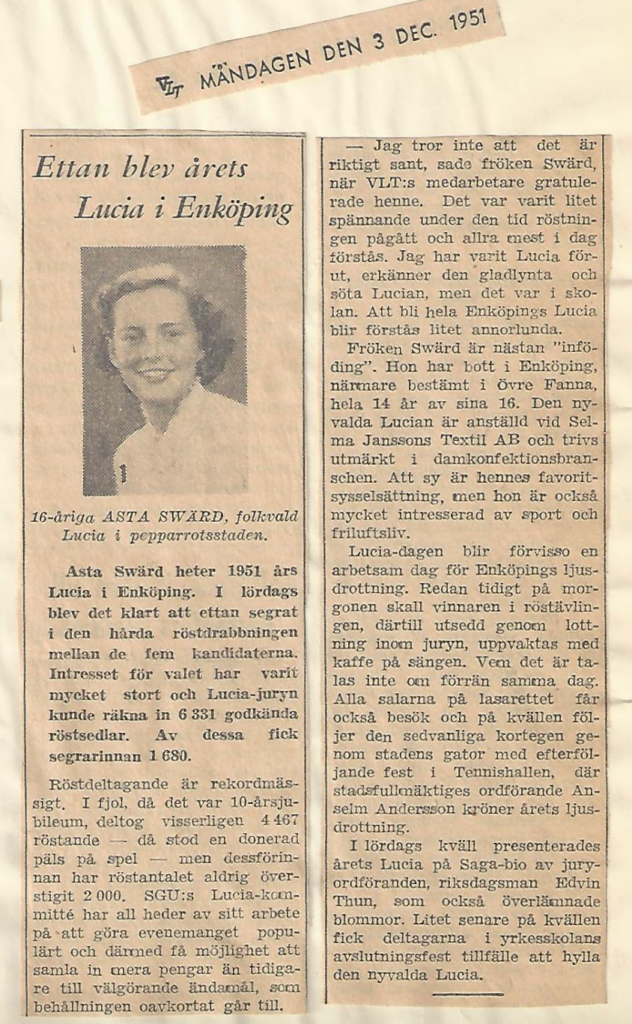 VLT MÅNDAGEN DEN 3 DEC. 1951
Ettan blev årets
Lucia i Enköping
16-åriga ASTA SWÄRD, folkvald
Lucia i pepparrotsstaden.
Asta Swärd heter 1951 års
Lucia i Enköping. I lördags
blev det klart att ettan segrat
i den hårda röstdrabbningen
mellan de fem kandidaterna.
Intresset för valet har varit
mycket stort och Lucia-juryn
kunde räkna in 6 331 godkända
röstsedlar. Av dessa fick
segrarinnan 1 680.
Röstdeltagande är rekordmäs-
sigt. I fjol, då det var 10-årsju-
bileum, deltog visserligen 4 467
röstande — då stod en donerad
päls på spel — men dessförin-
nan har röstantalet aldrig över-
stigit 2 000. SGU:s Lucia-kom-
mitté har all heder av sitt arbete
på att göra evenemanget popu-
lärt och därmed få möjlighet att
samla in mera pengar än tidiga-
re till välgörande ändamål, som
behållningen oavkortat går till.
— Jag tror inte att det är
riktigt sant, sade fröken Swärd,
när VLT:s medarbetare gratule-
rade henne. Det var varit litet
spännande under den tid röstnin-
gen pågått och allra mest i dag
förstås. Jag har varit Lucia för-
ut, erkänner den gladlynta och
söta Lucian, men det var i sko-
lan. Att bli hela Enköpings Lucia
blir förstås litet annorlunda.
Fröken Swärd är nästan "infö-
ding". Hon har bott i Enköping,
närmare bestämt i Övre Fanna,
hela 14 år av sina 16. Den ny-
valda Lucian är anställd vid Sel-
ma Janssons Textil AB och trivs
utmärkt i damkonfektionsbran-
schen. Att sy är hennes favorit-
sysselsättning, men hon är också
mycket intresserad av sport och
friluftsliv.
Lucia-dagen blir förvisso en
arbetsam dag för Enköpings ljus-
drottning. Redan tidigt på mor-
gonen skall vinnaren i röstävlin-
gen, därtill utsedd genom lott-
ning inom juryn, uppvaktas med
kaffe på sängen. Vem det är ta-
las inte om förrän samma dag.
Alla salarna på lasarettet får
också besök och på kvällen föl-
jer den sedvanliga kortegen ge-
nom stadens gator med efterföl-
jande fest i Tennishallen, där
stadsfullmäktiges ordförande An-
selm Andersson kröner årets ljus-
drottning.
I lördags kväll presenterades
årets Lucia på Saga-bio av jury-
ordföranden, riksdagsman Edvin
Thun, som också överlämnade
blommor. Litet senare på kvällen
fick deltagarna i yrkesskolans
avslutningsfest tillfälle att hylla
den nyvalda Lucia.